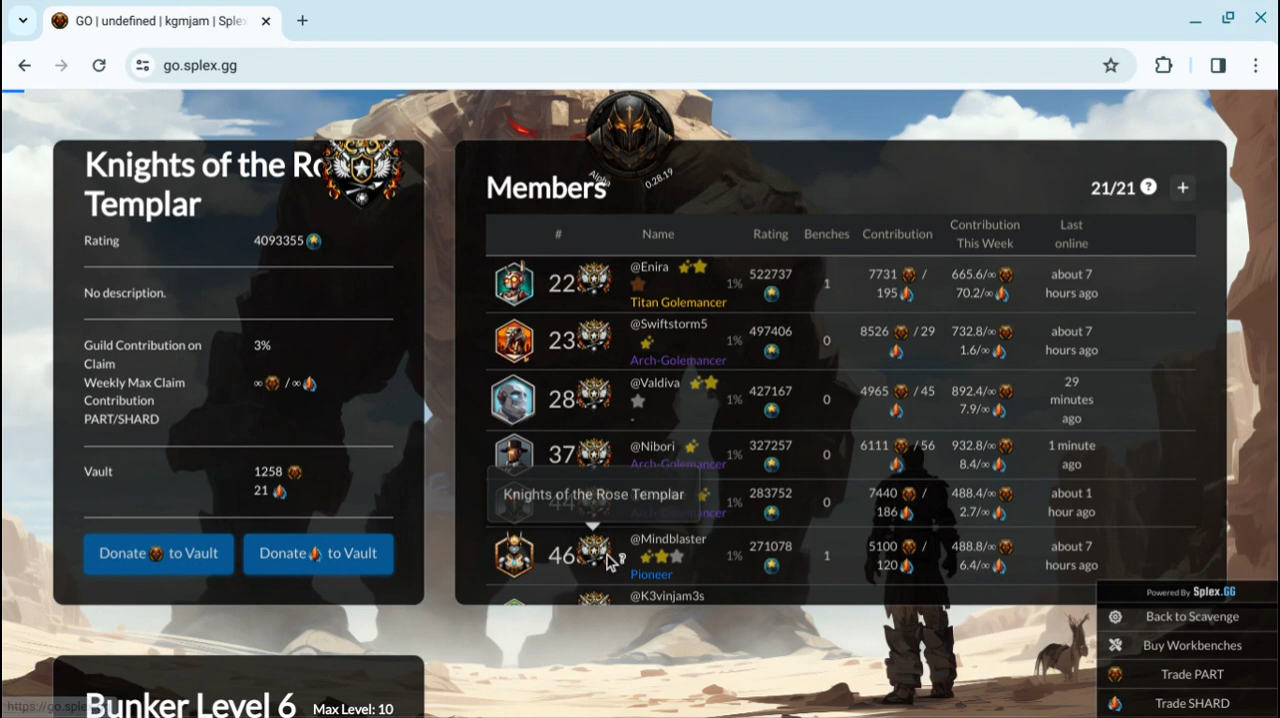 GO | undefined | kgmjam | Sple
go.splex.gg
Knights of the Ro
Templar
Rating 4093355
No description.
Guild Contribution on
Claim
3%
Weekly Max Claim
Contribution
PART/SHARD
∞ / ∞
Vault 1258
21
Donate to Vault
Donate to Vault
Bunker Level 6 Max Level: 10
Alpha 0.28.19
Members 21/21 ? +
# Name Rating Benches Contribution Contribution This Week Last online
22 @Enira 1% 522737 1 7731 / 195 665.6/∞ 70.2/∞ about 7 hours ago
Titan Golemancer
23 @Swiftstorm5 1% 497406 0 8526 / 29 732.8/∞ 1.6/∞ about 7 hours ago
Arch-Golemancer
28 @Valdiva 1% 427167 0 4965 / 45 892.4/∞ 7.9/∞ 29 minutes ago
-
37 @Nibori 1% 327257 0 6111 / 56 932.8/∞ 8.4/∞ 1 minute ago
Arch-Golemancer
Knights of the Rose Templar
44 1% 283752 0 7440 / 186 488.4/∞ 2.7/∞ about 1 hour ago
46 @Mindblaster 1% 271078 1 5100 / 120 488.8/∞ 6.4/∞ about 7 hours ago
Pioneer
@K3vinjam3s
Powered By Splex.GG
Back to Scavenge
Buy Workbenches
Trade PART
Trade SHARD
https://go.sple